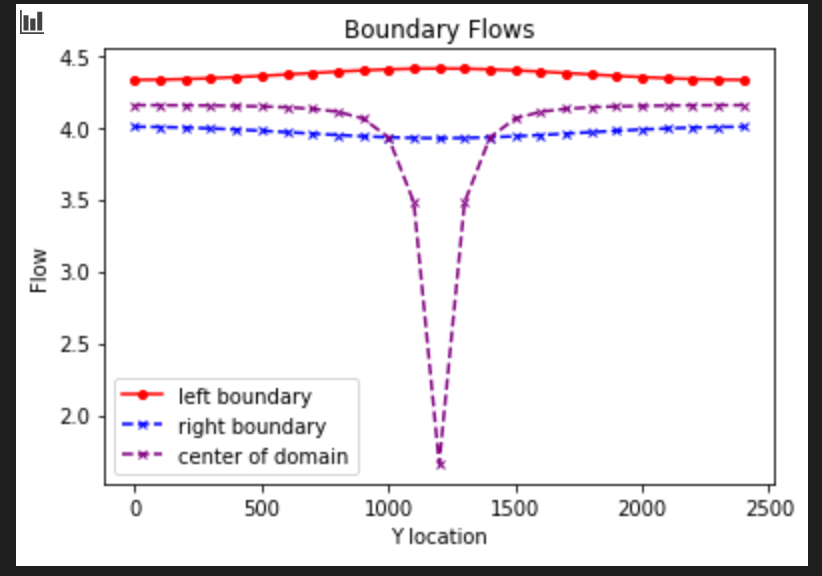 Boundary Flows
4.5
4.0
3.5
3.0
2.5
2.0
Flow
left boundary
right boundary
center of domain
0 500 1000 1500 2000 2500
Y location